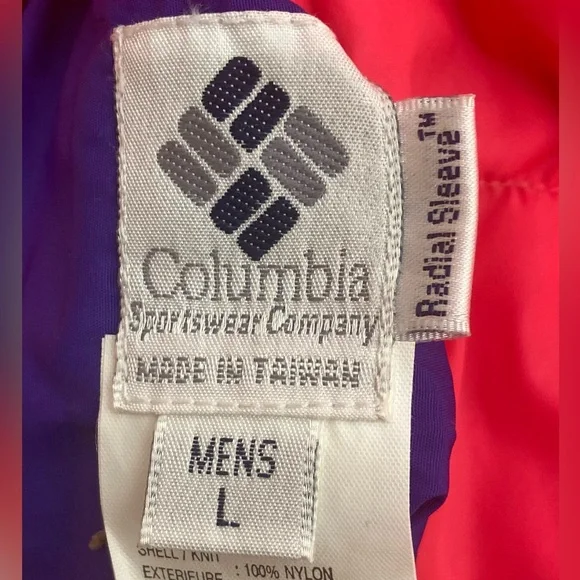 Columbia
Sportswear Company
MADE IN TAIWAN
Radial Sleeve™
MENS
L
SHELL / KNIT
EXTERIEURE : 100% NYLON